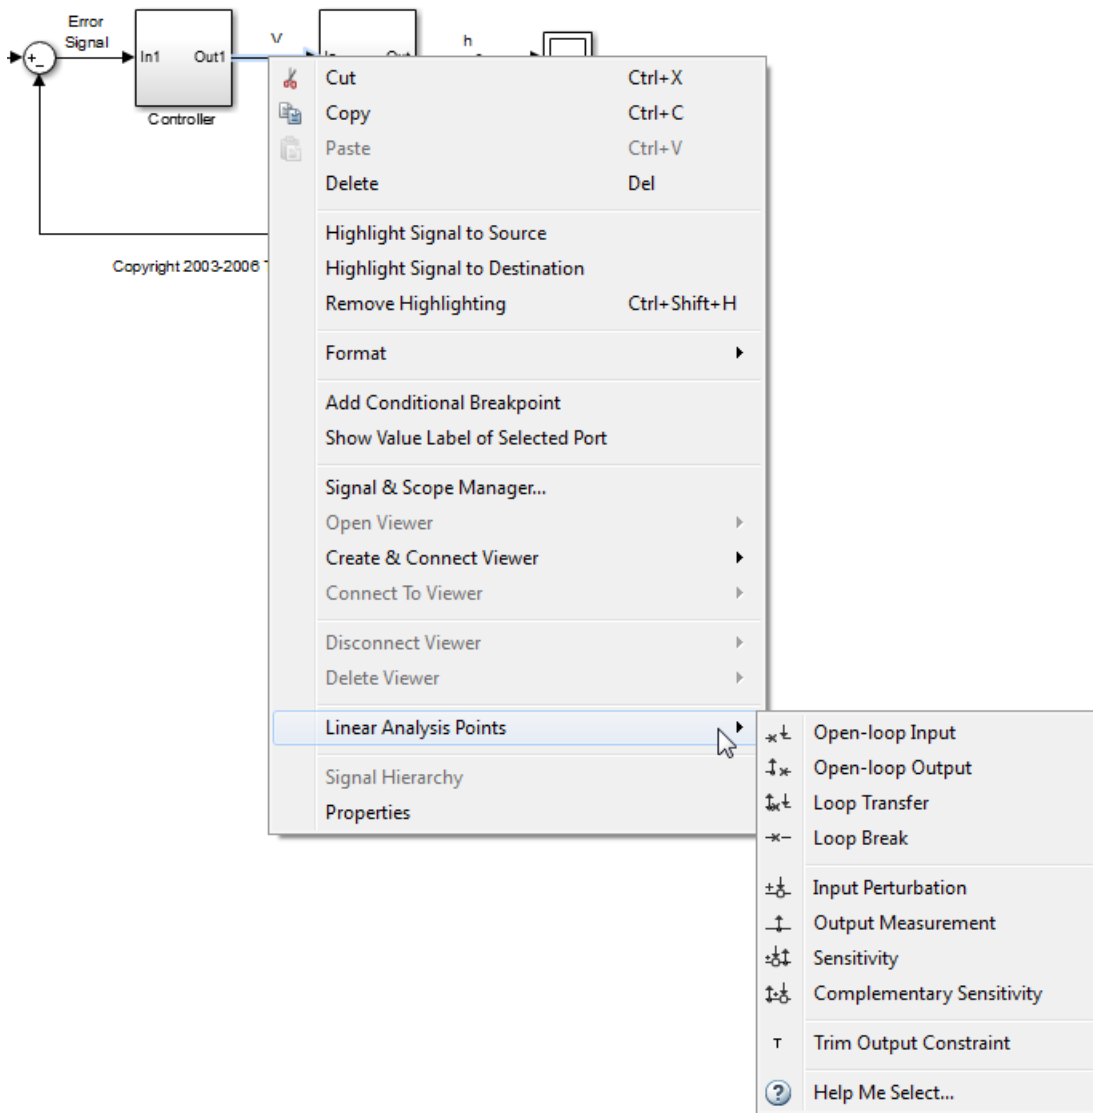 Error
Signal
V
h
+
_
In1
Out1
In
Out
Controller
Copyright 2003-2006
Cut Ctrl+X
Copy Ctrl+C
Paste Ctrl+V
Delete Del
Highlight Signal to Source
Highlight Signal to Destination
Remove Highlighting Ctrl+Shift+H
Format
Add Conditional Breakpoint
Show Value Label of Selected Port
Signal & Scope Manager...
Open Viewer
Create & Connect Viewer
Connect To Viewer
Disconnect Viewer
Delete Viewer
Linear Analysis Points
Signal Hierarchy
Properties
Open-loop Input
Open-loop Output
Loop Transfer
Loop Break
Input Perturbation
Output Measurement
Sensitivity
Complementary Sensitivity
T Trim Output Constraint
? Help Me Select...